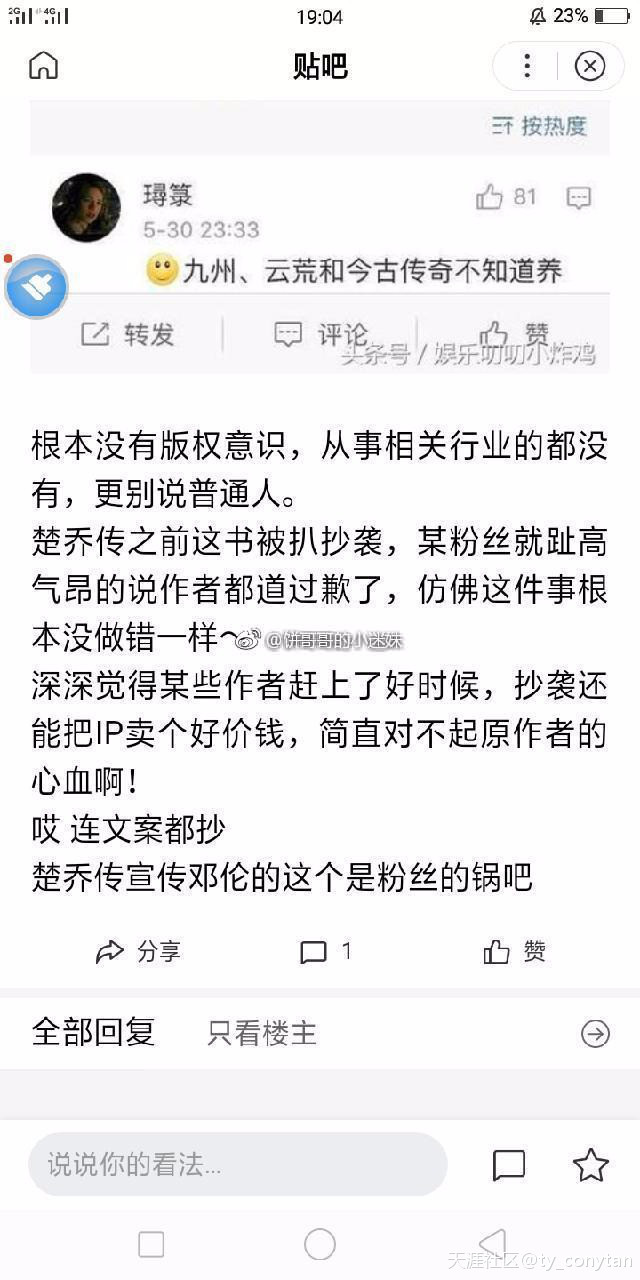 2G 4G 19:04 23%
贴吧
按热度
璕箓 81
5-30 23:33
九州、云荒和今古传奇不知道养
转发 评论 赞
头条号 / 娱乐叨叨小炸鸡
根本没有版权意识，从事相关行业的都没
有，更别说普通人。
楚乔传之前这书被扒抄袭，某粉丝就趾高
气昂的说作者都道过歉了，仿佛这件事根
本没做错一样～
@饼哥哥的小迷妹
深深觉得某些作者赶上了好时候，抄袭还
能把IP卖个好价钱，简直对不起原作者的
心血啊！
哎 连文案都抄
楚乔传宣传邓伦的这个是粉丝的锅吧
分享 1 赞
全部回复 只看楼主
说说你的看法...
天涯社区@ty_conytan